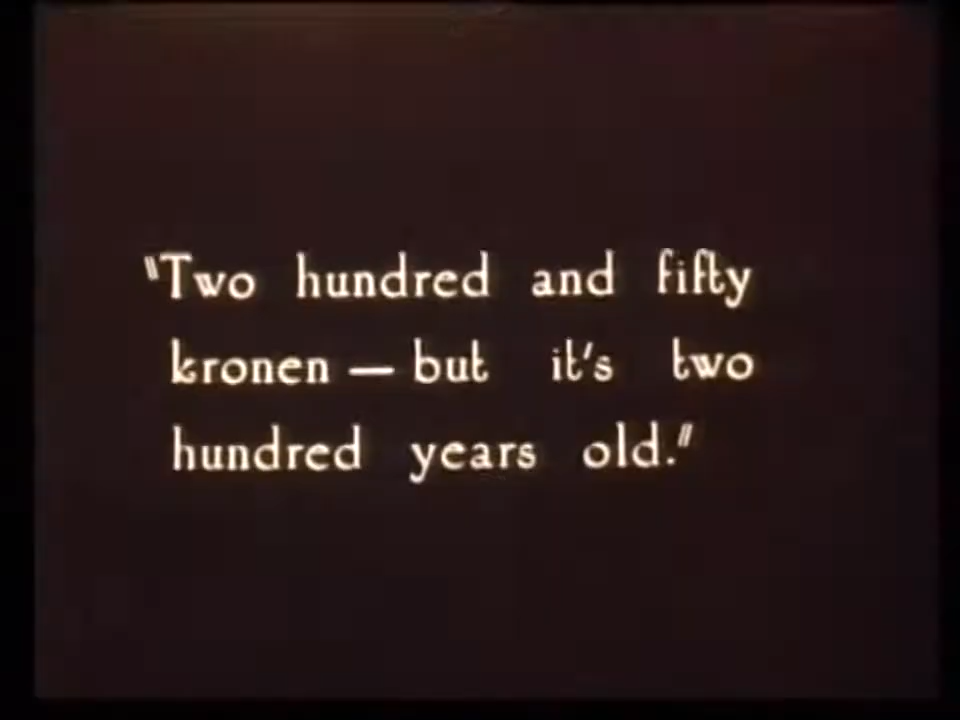 "Two hundred and fifty
kronen — but it's two
hundred years old."